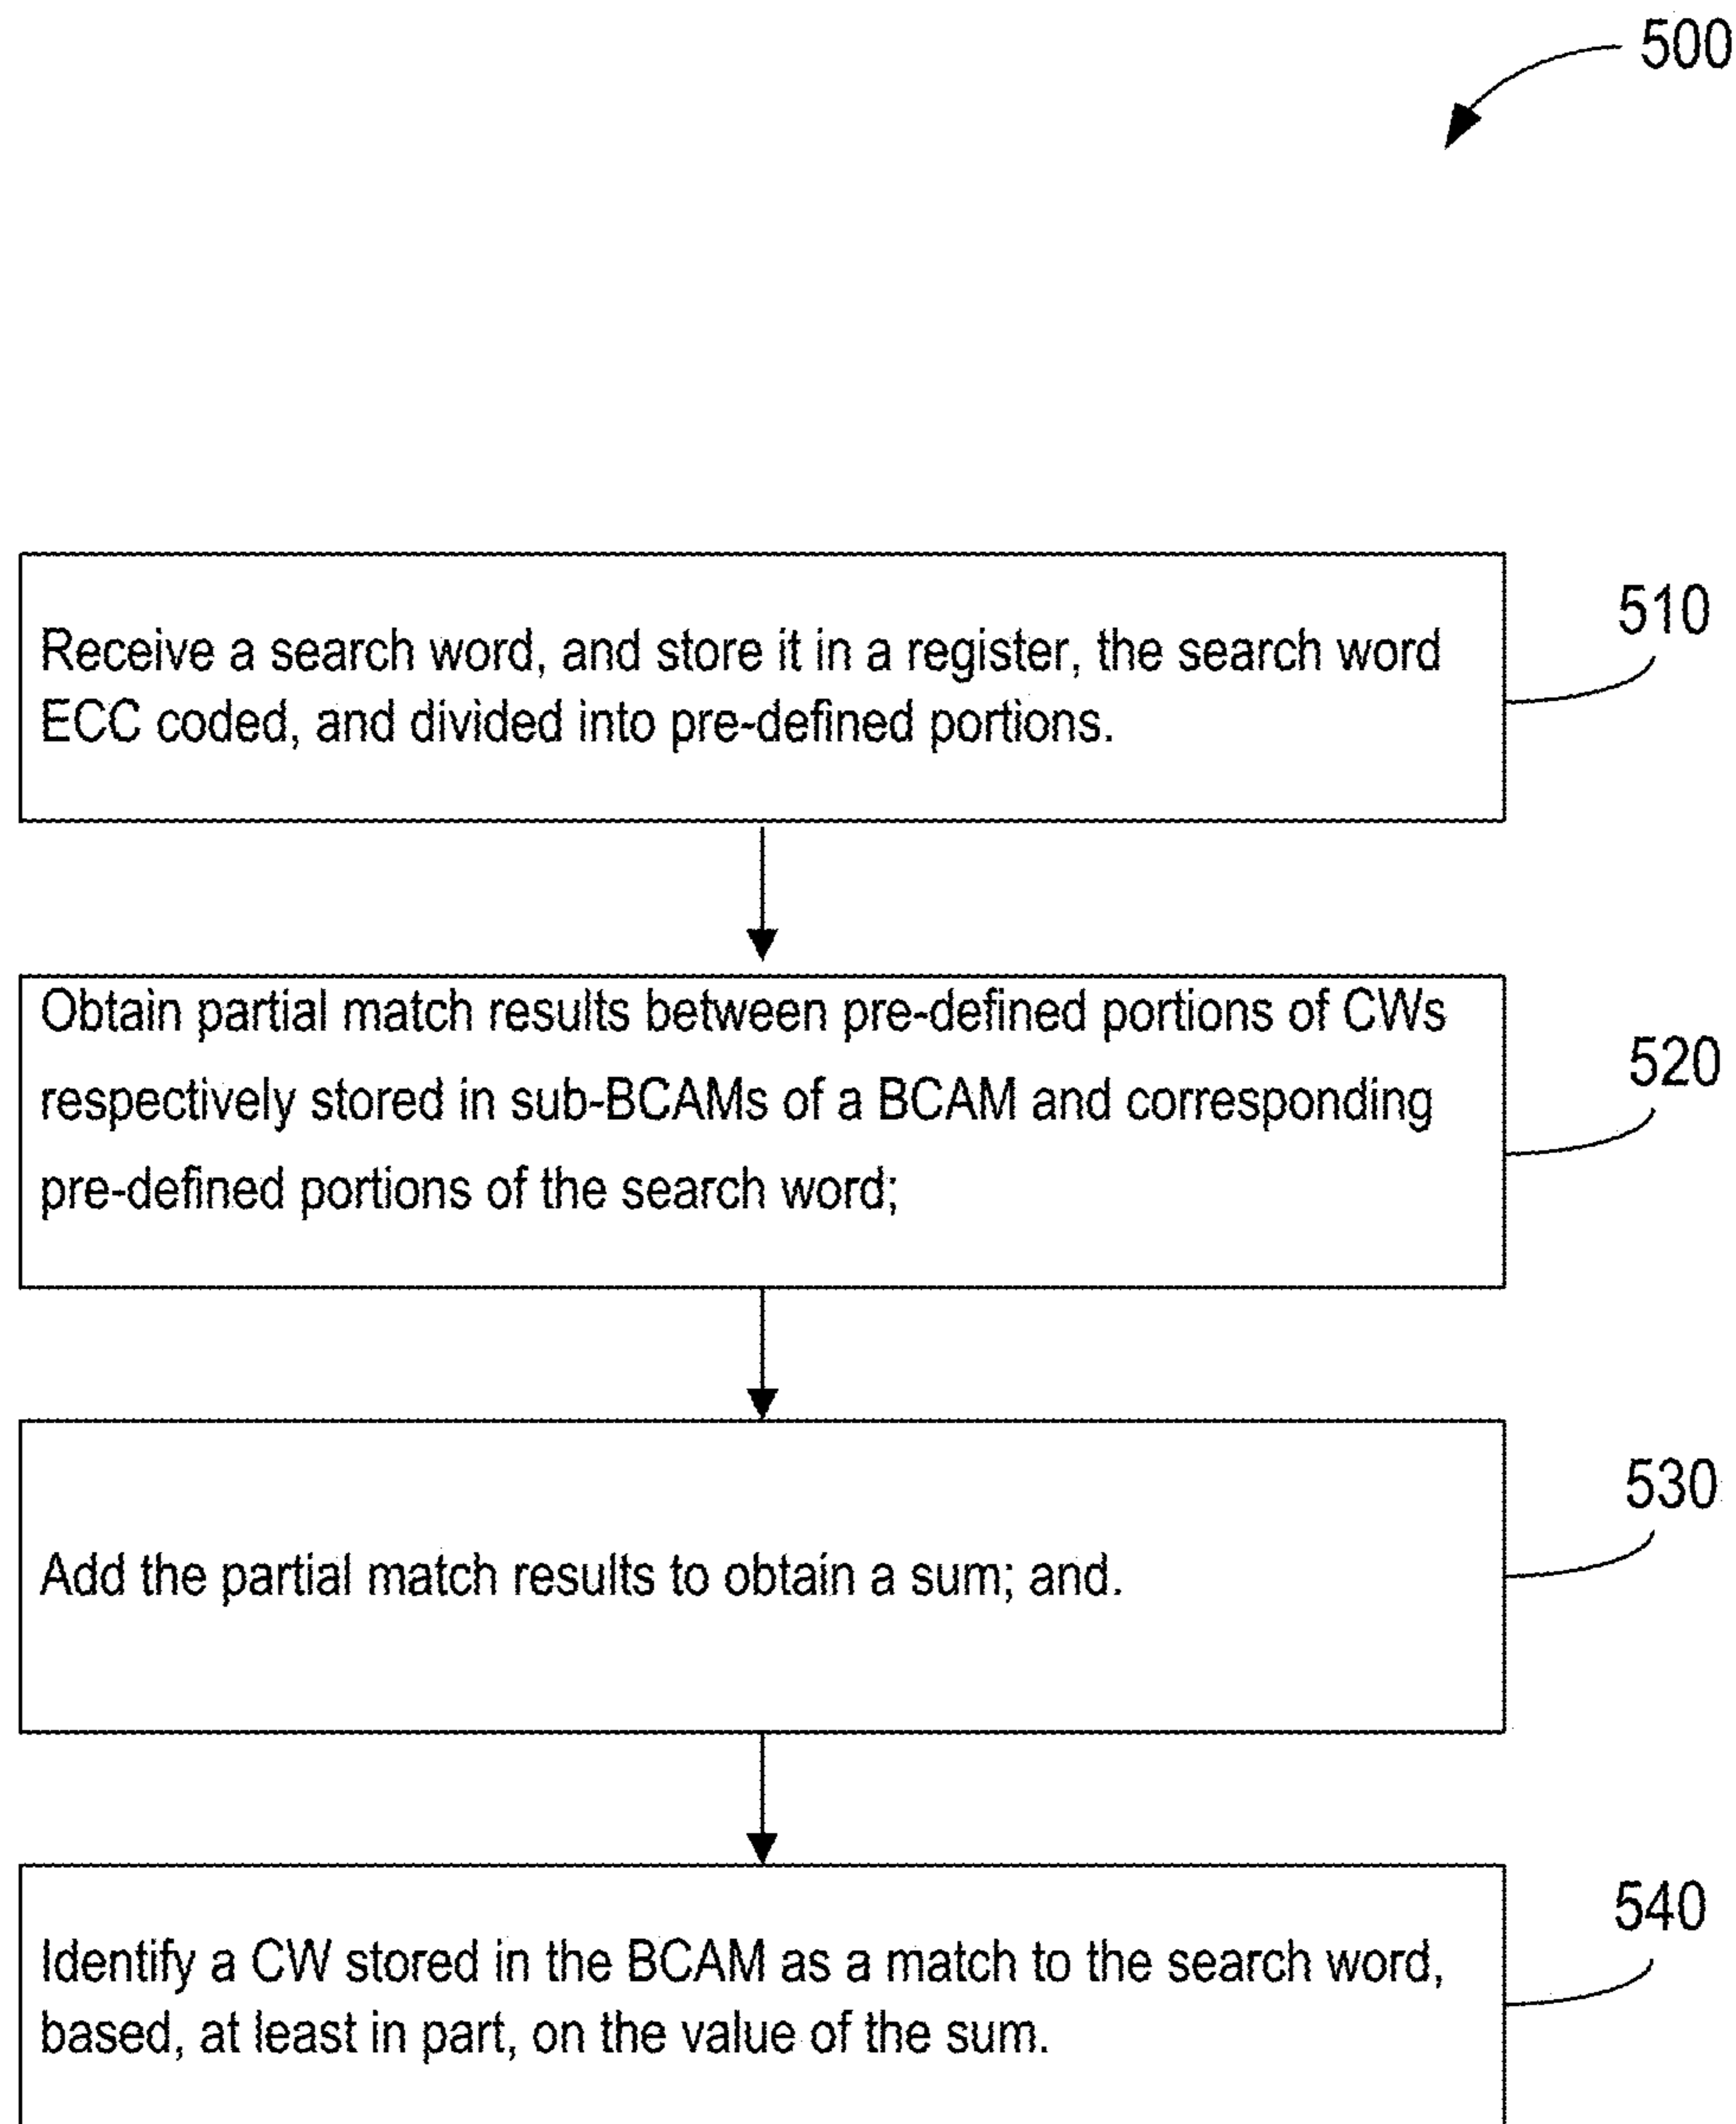 500
Receive a search word, and store it in a register, the search word
ECC coded, and divided into pre-defined portions.
510
Obtain partial match results between pre-defined portions of CWs
respectively stored in sub-BCAMs of a BCAM and corresponding
pre-defined portions of the search word;
520
Add the partial match results to obtain a sum; and.
530
Identify a CW stored in the BCAM as a match to the search word,
based, at least in part, on the value of the sum.
540